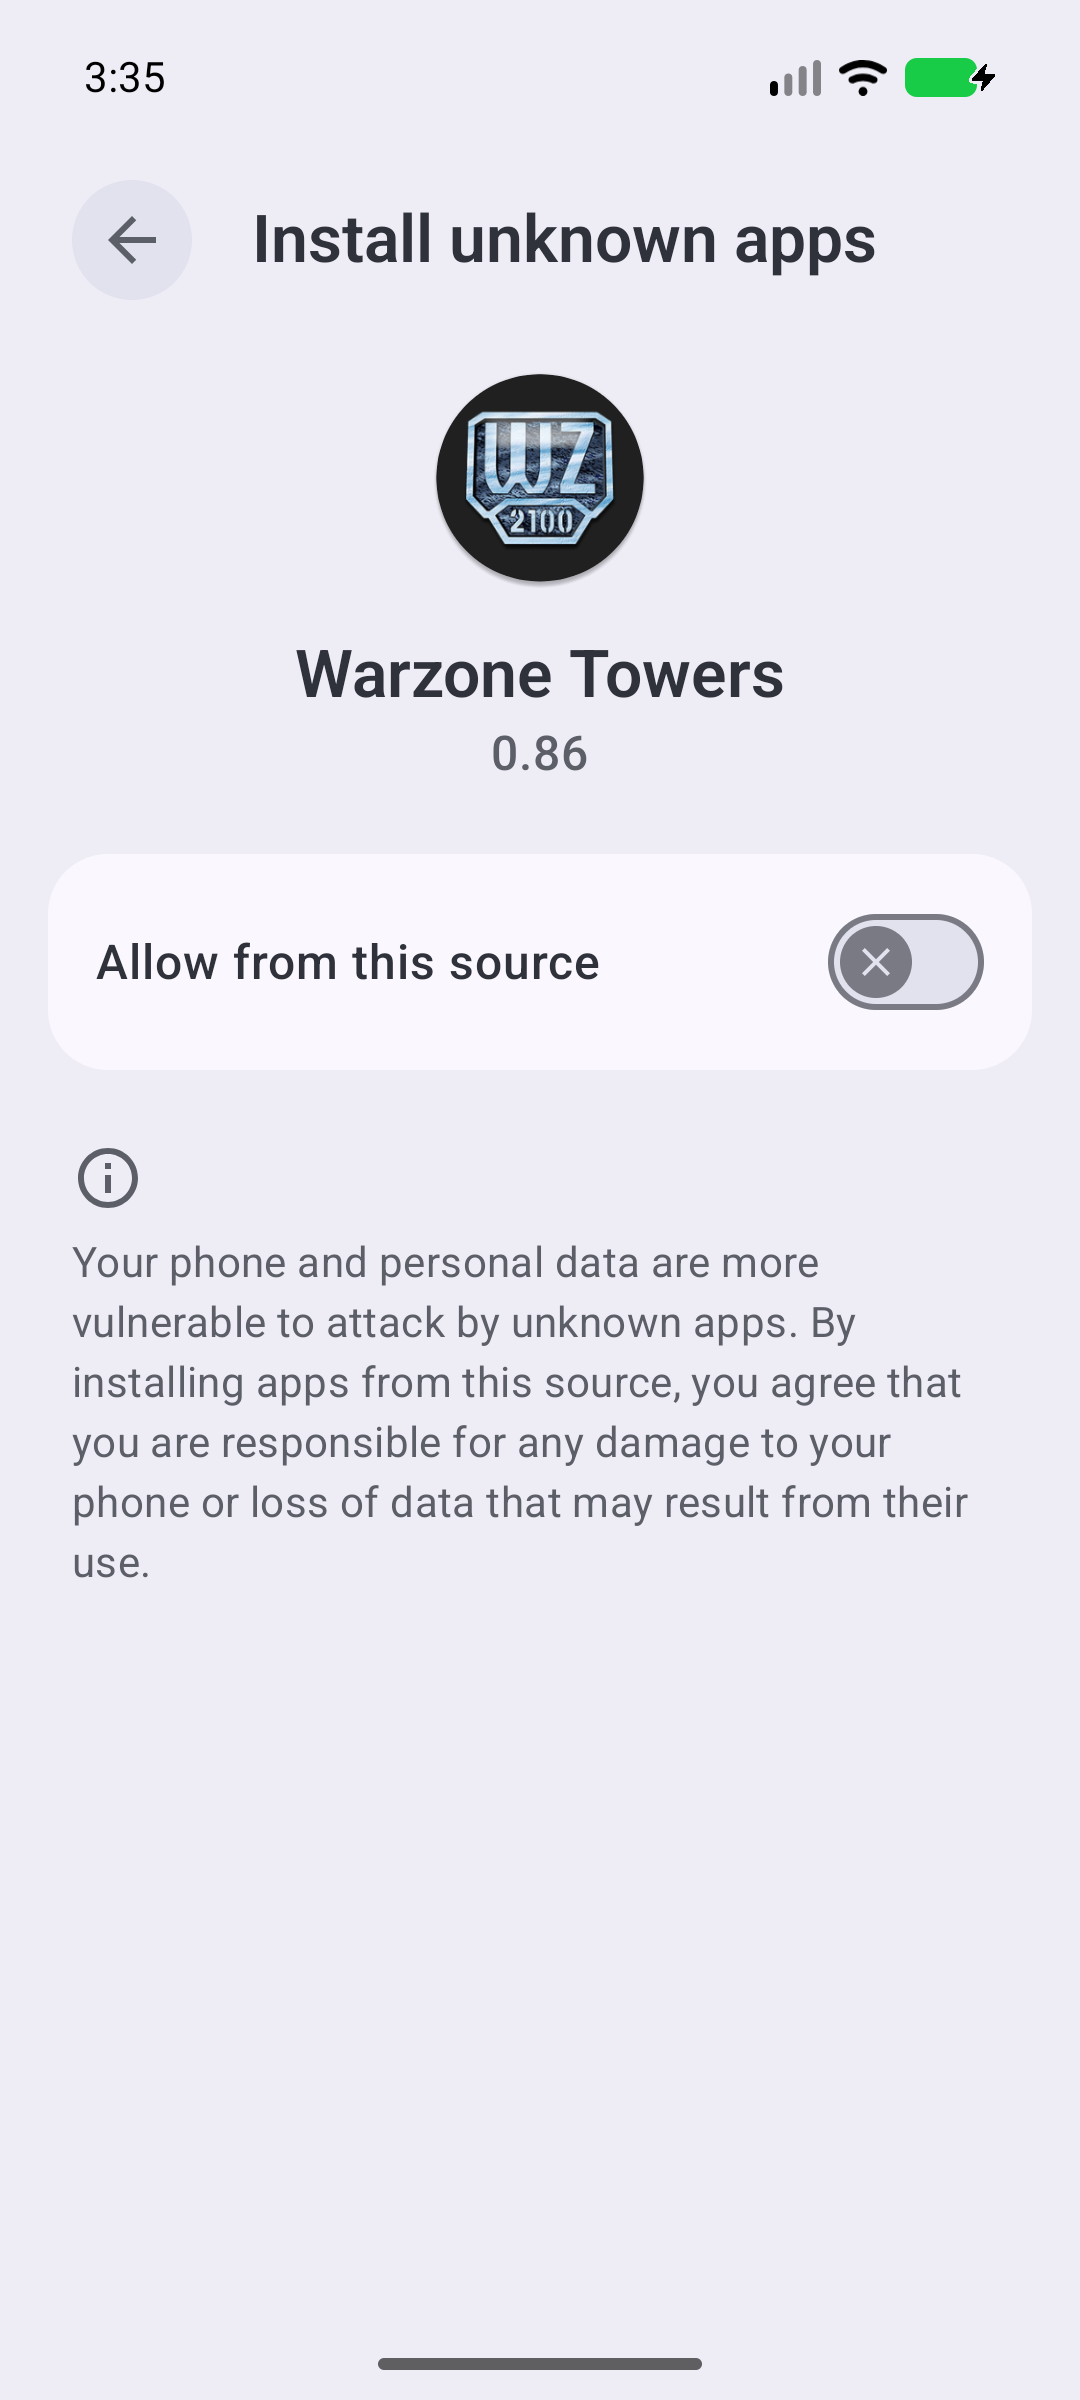 3:35
Install unknown apps
WZ
2100
Warzone Towers
0.86
Allow from this source
Your phone and personal data are more
vulnerable to attack by unknown apps. By
installing apps from this source, you agree that
you are responsible for any damage to your
phone or loss of data that may result from their
use.